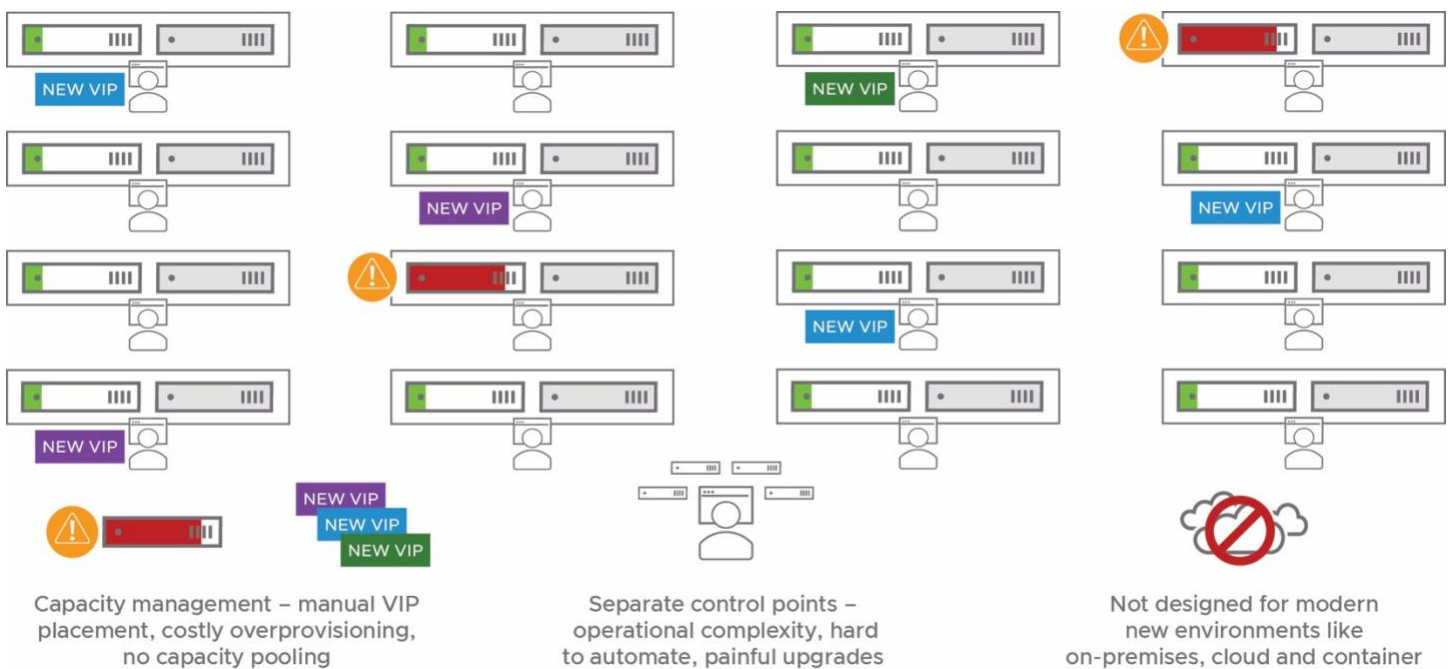 NEW VIP
NEW VIP
NEW VIP
NEW VIP
NEW VIP
NEW VIP
NEW VIP
NEW VIP
NEW VIP
Capacity management – manual VIP
placement, costly overprovisioning,
no capacity pooling
Separate control points –
operational complexity, hard
to automate, painful upgrades
Not designed for modern
new environments like
on-premises, cloud and container